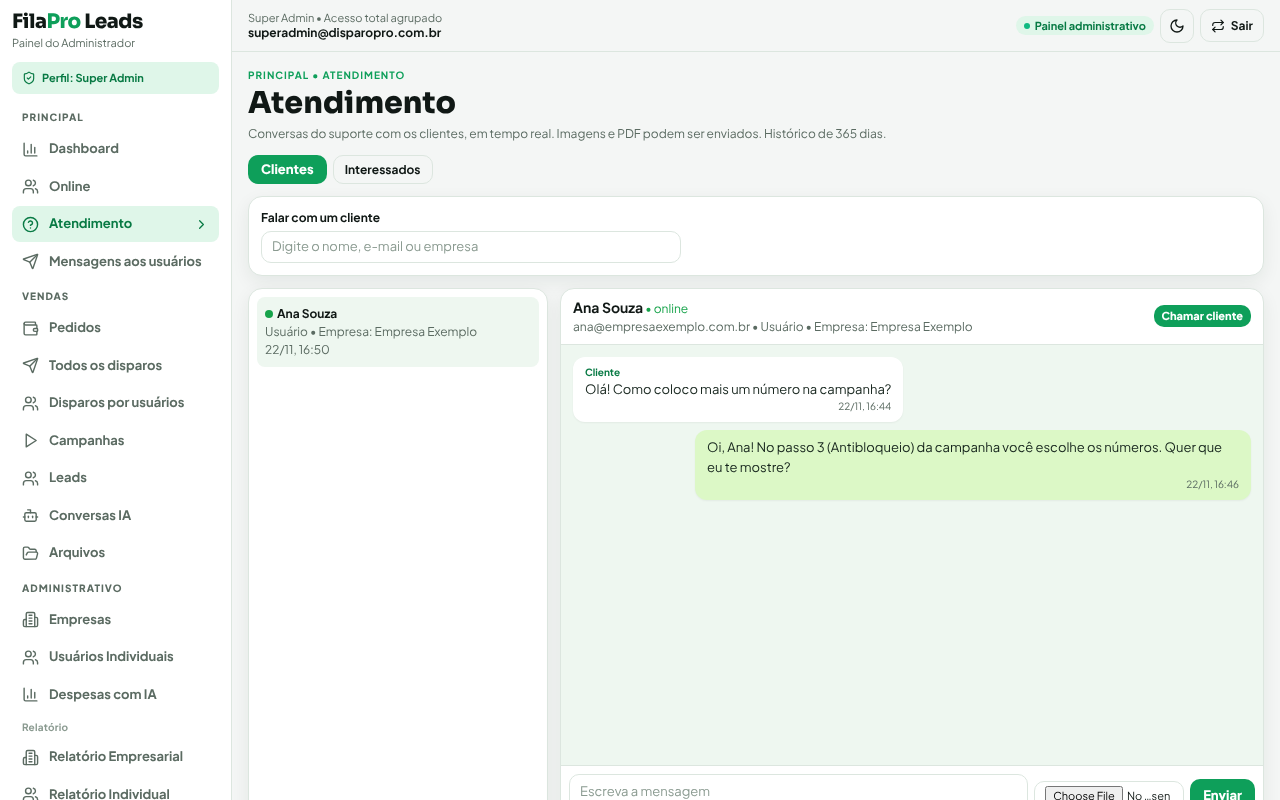 FilaPro Leads
Painel do Administrador
Perfil: Super Admin
PRINCIPAL
Dashboard
Online
Atendimento
Mensagens aos usuários
VENDAS
Pedidos
Todos os disparos
Disparos por usuários
Campanhas
Leads
Conversas IA
Arquivos
ADMINISTRATIVO
Empresas
Usuários Individuais
Despesas com IA
Relatório
Relatório Empresarial
Relatório Individual
Super Admin • Acesso total agrupado
superadmin@disparopro.com.br
Painel administrativo
Sair
PRINCIPAL • ATENDIMENTO
Atendimento
Conversas do suporte com os clientes, em tempo real. Imagens e PDF podem ser enviados. Histórico de 365 dias.
Clientes
Interessados
Falar com um cliente
Digite o nome, e-mail ou empresa
Ana Souza
Usuário • Empresa: Empresa Exemplo
22/11, 16:50
Ana Souza • online
ana@empresaexemplo.com.br • Usuário • Empresa: Empresa Exemplo
Chamar cliente
Cliente
Olá! Como coloco mais um número na campanha?
22/11, 16:44
Oi, Ana! No passo 3 (Antibloqueio) da campanha você escolhe os números. Quer que
eu te mostre?
22/11, 16:46
Escreva a mensagem
Choose File No ...sen
Enviar